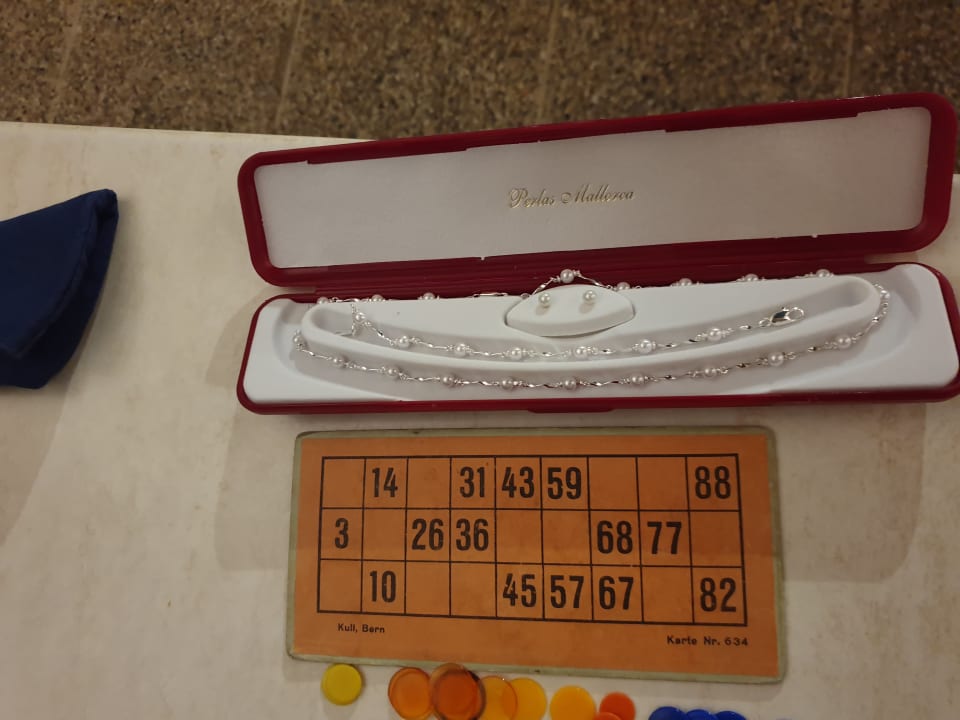 Perlas Mallorca
14 31 43 59 88
3 26 36 68 77
10 45 57 67 82
Kull, Bern
Karte Nr. 634